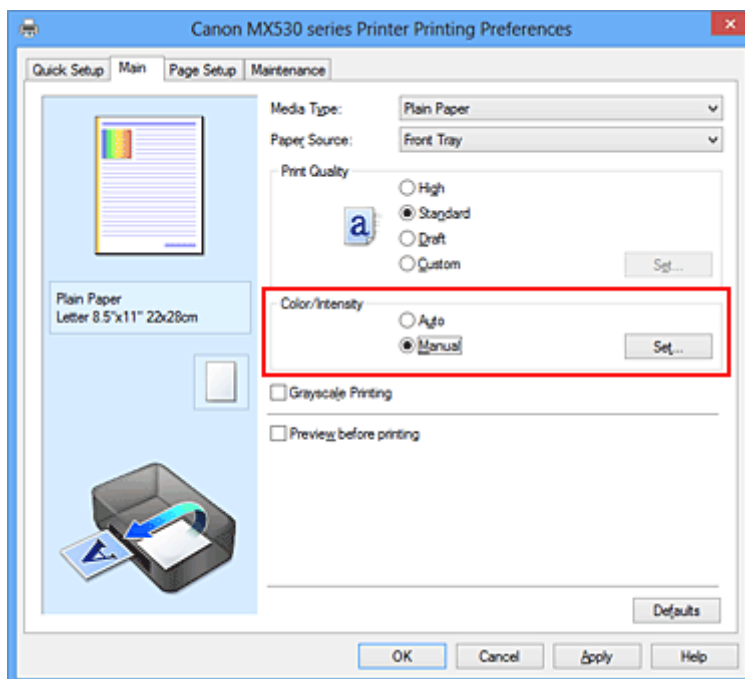 Canon MX530 series Printer Printing Preferences
Quick Setup Main Page Setup Maintenance
Media Type: Plain Paper
Paper Source: Front Tray
Print Quality
High
a Standard
Draft
Custom Set...
Plain Paper
Letter 8.5"x11" 22x28cm
Color/Intensity
Auto
Manual Set...
Grayscale Printing
Preview before printing
A
Defaults
OK Cancel Apply Help